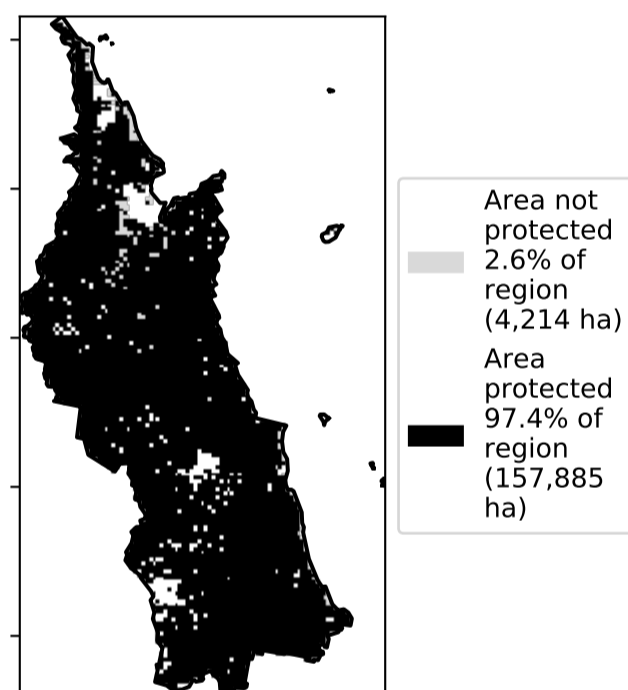 Area not
protected
2.6% of
region
(4,214 ha)
Area
protected
97.4% of
region
(157,885
ha)